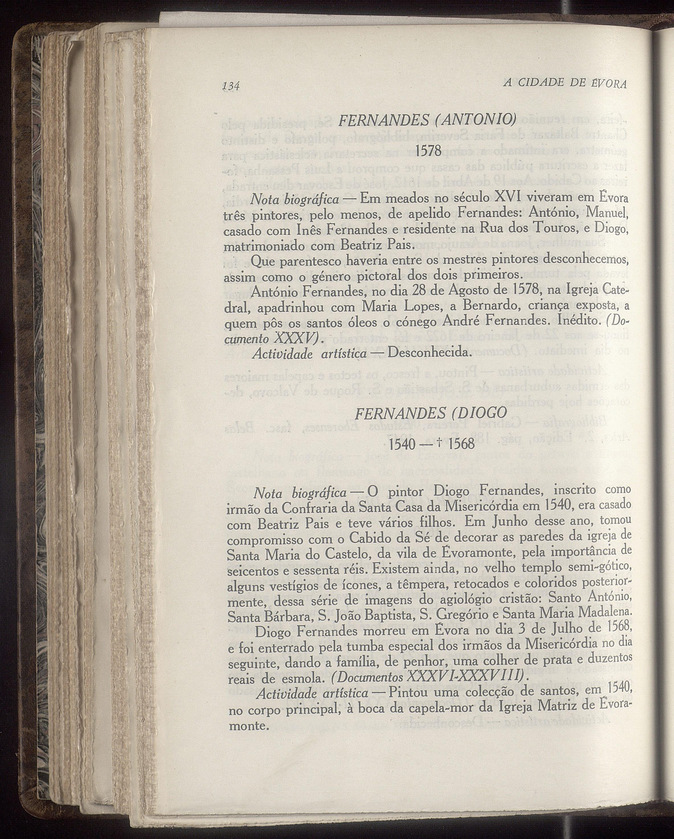 134
A CIDADE DE ÉVORA
FERNANDES (ANTONIO)
1578
Nota biográfica — Em meados no século XVI viveram em Évora
três pintores, pelo menos, de apelido Fernandes: António, Manuel,
casado com Inês Fernandes e residente na Rua dos Touros, e Diogo,
matrimoniado com Beatriz Pais.
Que parentesco haveria entre os mestres pintores desconhecemos,
assim como o género pictoral dos dois primeiros.
António Fernandes, no dia 28 de Agosto de 1578, na Igreja Cate-
dral, apadrinhou com Maria Lopes, a Bernardo, criança exposta, a
quem pôs os santos óleos o cónego André Fernandes. Inédito. (Do-
cumento XXXV).
Actividade artística — Desconhecida.
FERNANDES (DIOGO
1540 — † 1568
Nota biográfica — O pintor Diogo Fernandes, inscrito como
irmão da Confraria da Santa Casa da Misericórdia em 1540, era casado
com Beatriz Pais e teve vários filhos. Em Junho desse ano, tomou
compromisso com o Cabido da Sé de decorar as paredes da igreja de
Santa Maria do Castelo, da vila de Évoramonte, pela importância de
seicentos e sessenta réis. Existem ainda, no velho templo semi-gótico,
alguns vestígios de ícones, a têmpera, retocados e coloridos posterior-
mente, dessa série de imagens do agiológio cristão: Santo António,
Santa Bárbara, S. João Baptista, S. Gregório e Santa Maria Madalena.
Diogo Fernandes morreu em Évora no dia 3 de Julho de 1568,
e foi enterrado pela tumba especial dos irmãos da Misericórdia no dia
seguinte, dando a família, de penhor, uma colher de prata e duzentos
reais de esmola. (Documentos XXXVI-XXXVIII).
Actividade artística — Pintou uma colecção de santos, em 1540,
no corpo principal, à boca da capela-mor da Igreja Matriz de Évora-
monte.